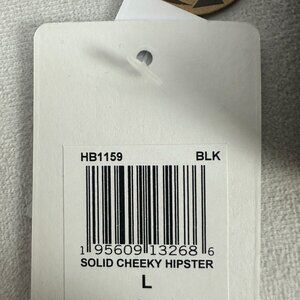 HB1159 BLK
1 95609 13268 6
SOLID CHEEKY HIPSTER
L